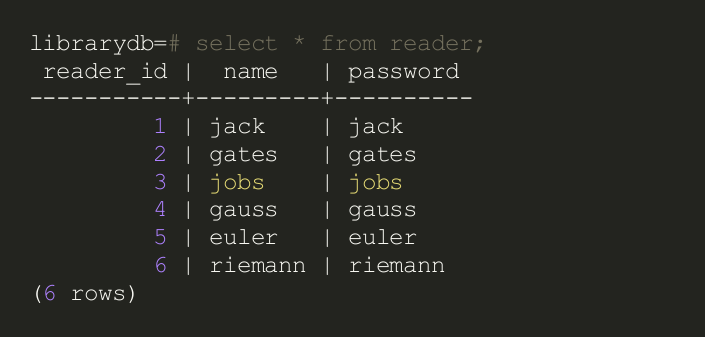 librarydb=# select * from reader;
 reader_id |  name   | password
-----------+---------+----------
         1 | jack    | jack
         2 | gates   | gates
         3 | jobs    | jobs
         4 | gauss   | gauss
         5 | euler   | euler
         6 | riemann | riemann
(6 rows)